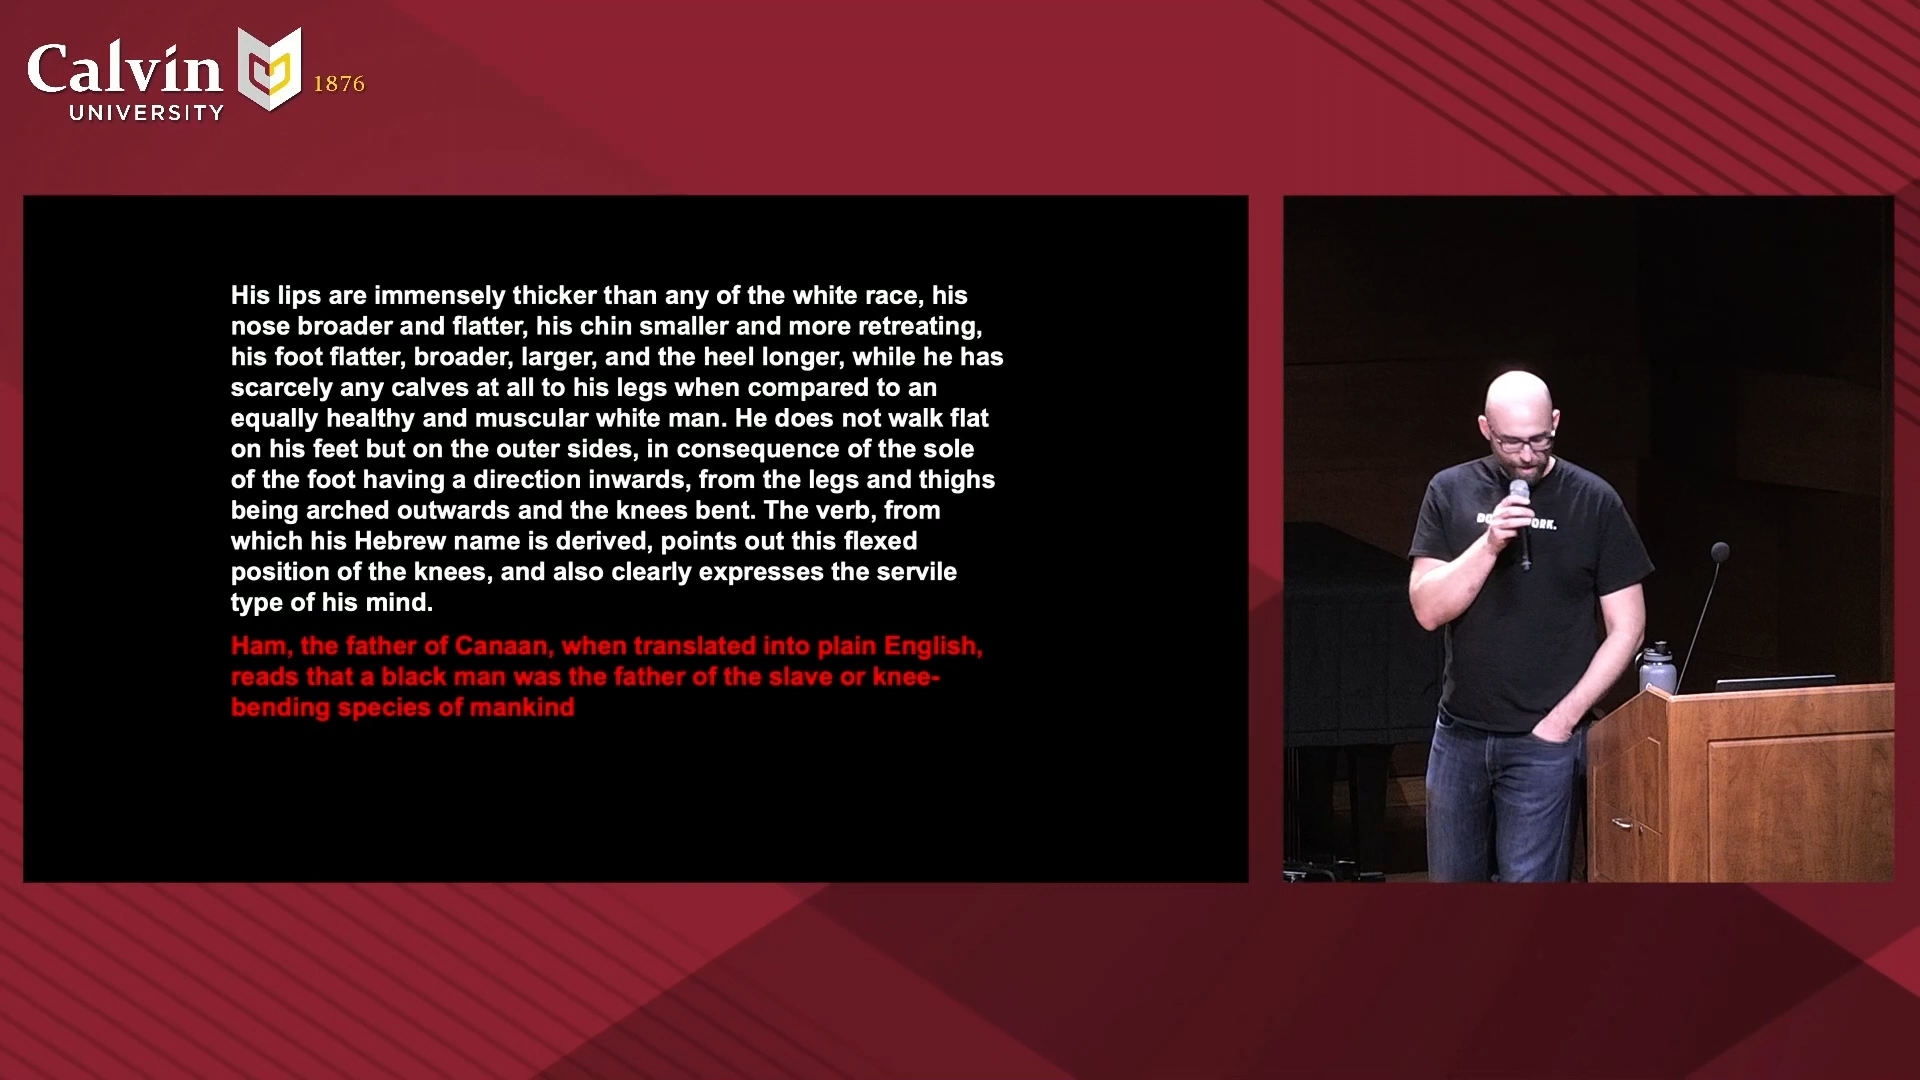 Calvin
UNIVERSITY
1876
His lips are immensely thicker than any of the white race, his
nose broader and flatter, his chin smaller and more retreating,
his foot flatter, broader, larger, and the heel longer, while he has
scarcely any calves at all to his legs when compared to an
equally healthy and muscular white man. He does not walk flat
on his feet but on the outer sides, in consequence of the sole
of the foot having a direction inwards, from the legs and thighs
being arched outwards and the knees bent. The verb, from
which his Hebrew name is derived, points out this flexed
position of the knees, and also clearly expresses the servile
type of his mind.
Ham, the father of Canaan, when translated into plain English,
reads that a black man was the father of the slave or knee-
bending species of mankind